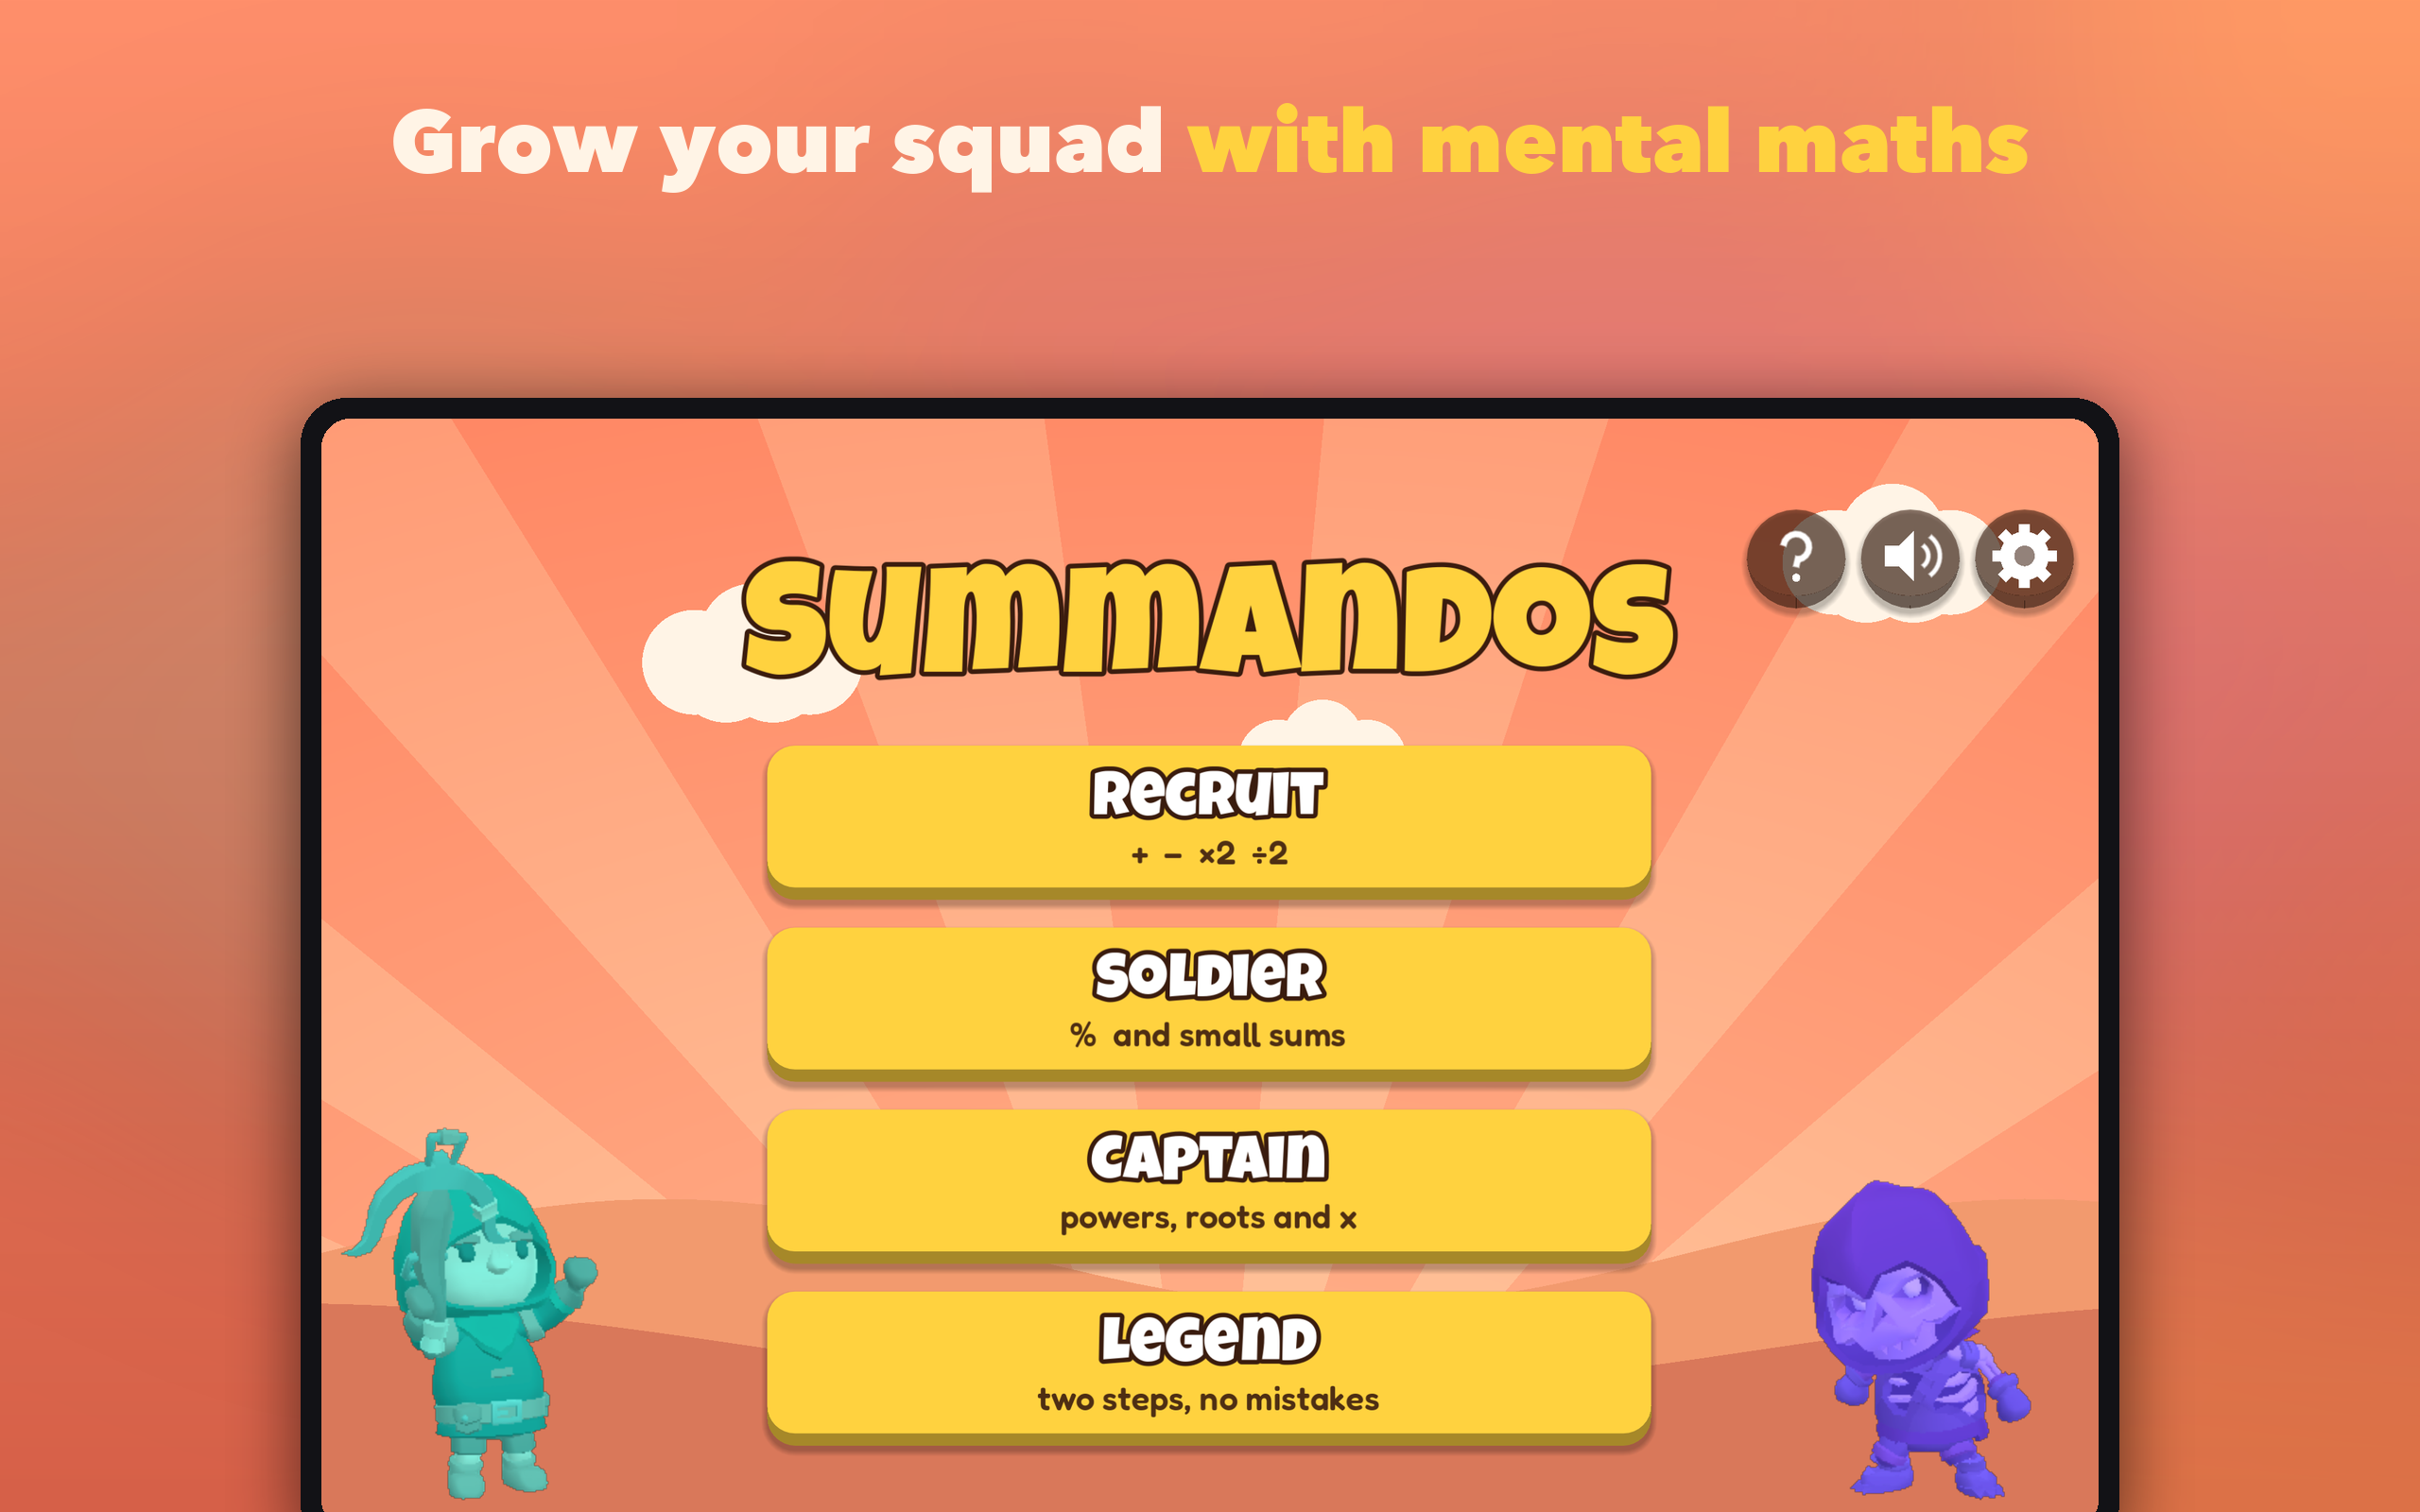 Grow your squad with mental maths
?
SUMMANDOS
RECRUIT
+ − ×2 ÷2
SOLDIER
% and small sums
CAPTAIN
powers, roots and x
LEGEND
two steps, no mistakes